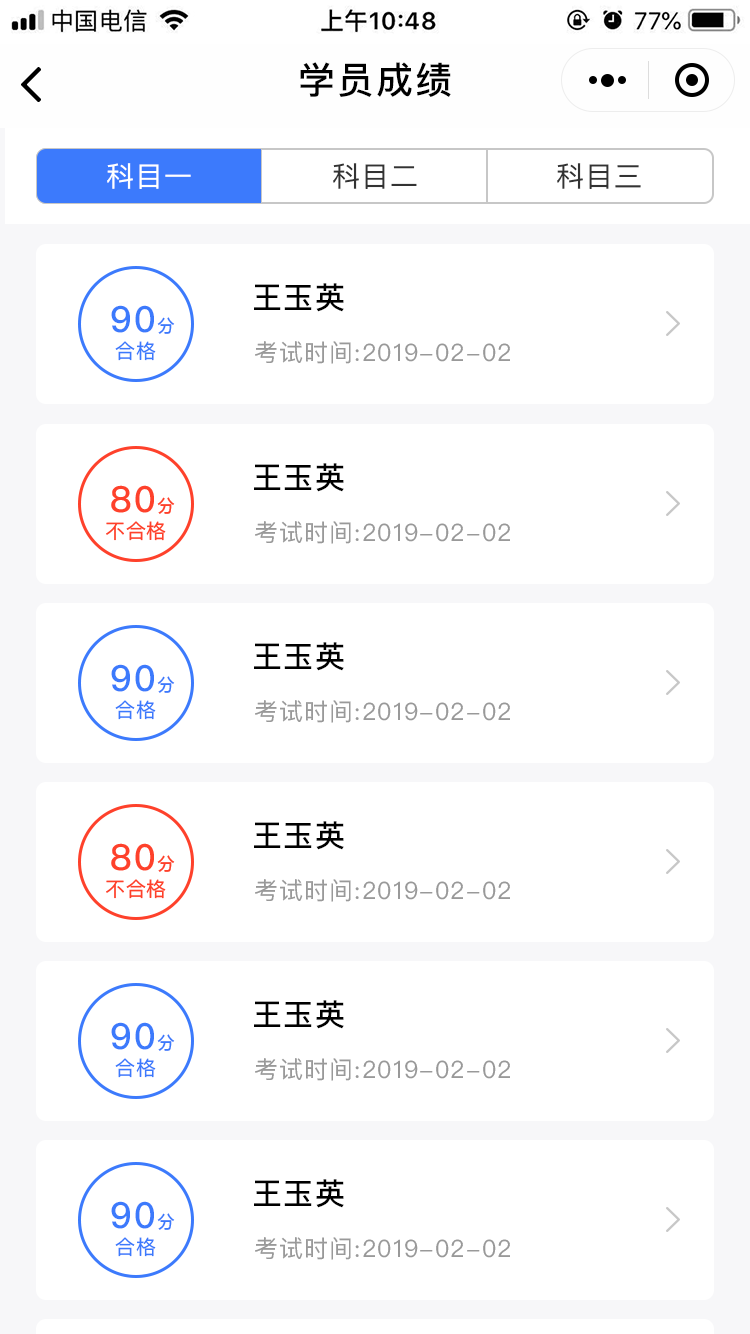 中国电信 上午10:48 77%
学员成绩
科目一 科目二 科目三
90分
合格
王玉英
考试时间:2019-02-02
80分
不合格
王玉英
考试时间:2019-02-02
90分
合格
王玉英
考试时间:2019-02-02
80分
不合格
王玉英
考试时间:2019-02-02
90分
合格
王玉英
考试时间:2019-02-02
90分
合格
王玉英
考试时间:2019-02-02